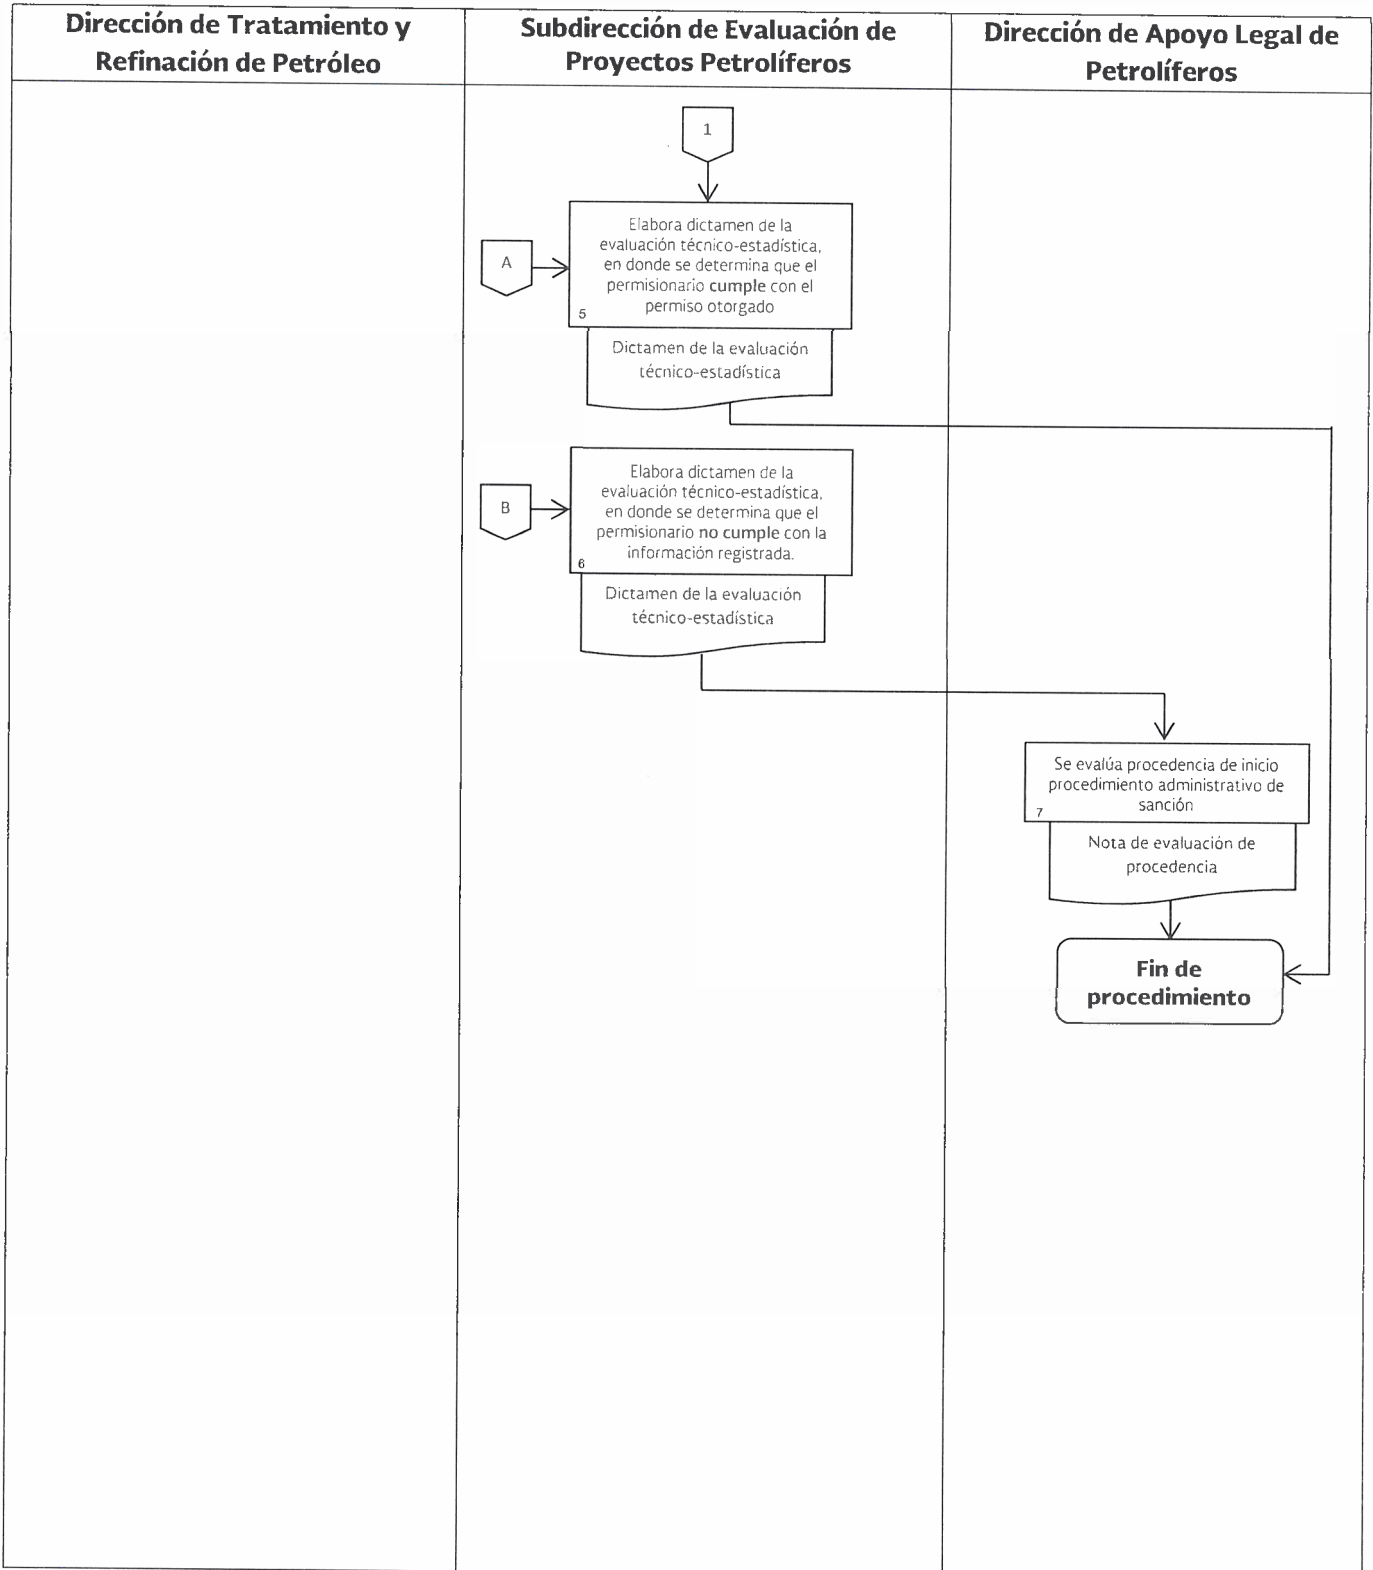 Dirección de Tratamiento y
Refinación de Petróleo
Subdirección de Evaluación de
Proyectos Petrolíferos
Dirección de Apoyo Legal de
Petrolíferos
1
Elabora dictamen de la
evaluación técnico-estadística,
en donde se determina que el
permisionario cumple con el
permiso otorgado
A
5
Dictamen de la evaluación
técnico-estadística
Elabora dictamen de la
evaluación técnico-estadística,
en donde se determina que el
permisionario no cumple con la
información registrada.
B
6
Dictamen de la evaluación
técnico-estadística
Se evalúa procedencia de inicio
procedimiento administrativo de
sanción
7
Nota de evaluación de
procedencia
Fin de
procedimiento